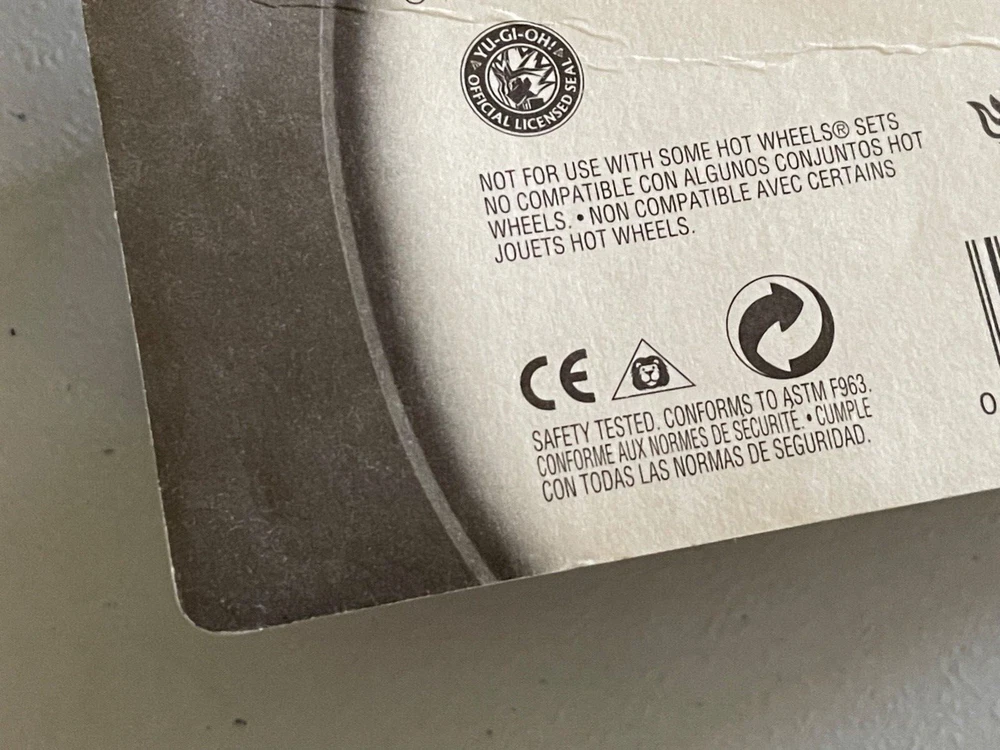 YU-GI-OH!
OFFICIAL LICENSED SEAL
NOT FOR USE WITH SOME HOT WHEELS® SETS
NO COMPATIBLE CON ALGUNOS CONJUNTOS HOT
WHEELS. • NON COMPATIBLE AVEC CERTAINS
JOUETS HOT WHEELS.
CE
SAFETY TESTED. CONFORMS TO ASTM F963.
CONFORME AUX NORMES DE SECURITÉ. • CUMPLE
CON TODAS LAS NORMAS DE SEGURIDAD.
0